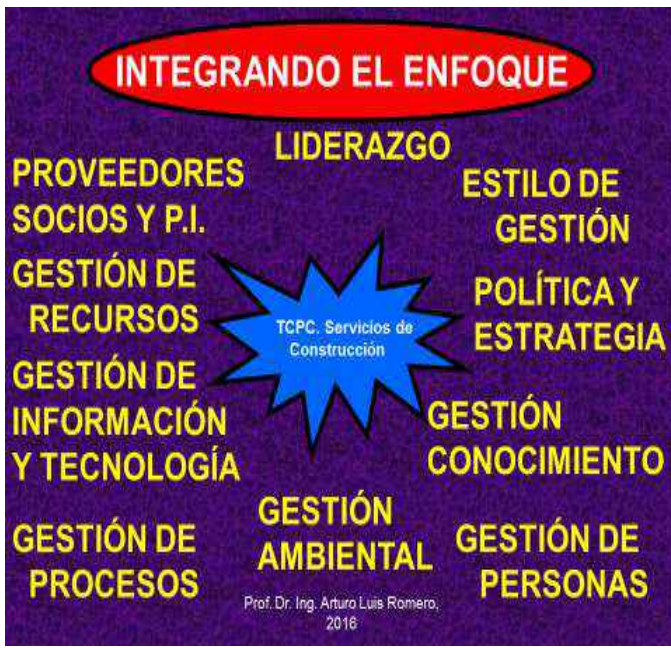 INTEGRANDO EL ENFOQUE
LIDERAZGO
PROVEEDORES
SOCIOS Y P.I.
ESTILO DE
GESTIÓN
GESTIÓN DE
RECURSOS
POLÍTICA Y
ESTRATEGIA
TCPC. Servicios de
Construcción
GESTIÓN DE
INFORMACIÓN
Y TECNOLOGÍA
GESTIÓN
CONOCIMIENTO
GESTIÓN DE
PROCESOS
GESTIÓN
AMBIENTAL
GESTIÓN DE
PERSONAS
Prof. Dr. Ing. Arturo Luis Romero,
2016